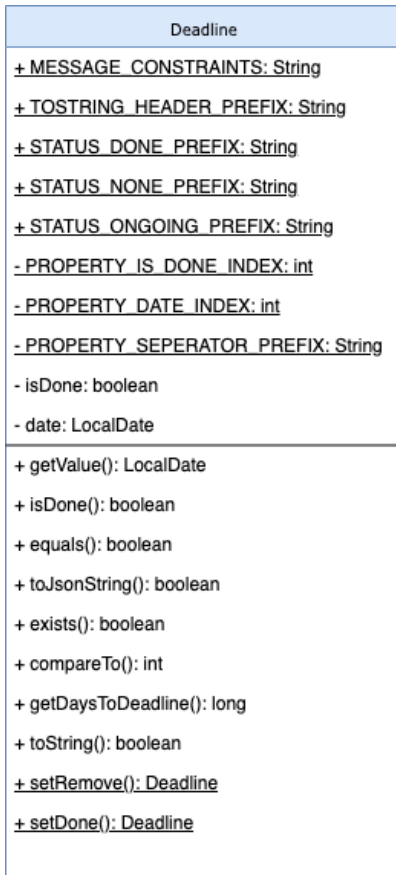 Deadline
+ MESSAGE_CONSTRAINTS: String
+ TOSTRING_HEADER_PREFIX: String
+ STATUS_DONE_PREFIX: String
+ STATUS_NONE_PREFIX: String
+ STATUS_ONGOING_PREFIX: String
- PROPERTY_IS_DONE_INDEX: int
- PROPERTY_DATE_INDEX: int
- PROPERTY_SEPERATOR_PREFIX: String
- isDone: boolean
- date: LocalDate
+ getValue(): LocalDate
+ isDone(): boolean
+ equals(): boolean
+ toJsonString(): boolean
+ exists(): boolean
+ compareTo(): int
+ getDaysToDeadline(): long
+ toString(): boolean
+ setRemove(): Deadline
+ setDone(): Deadline